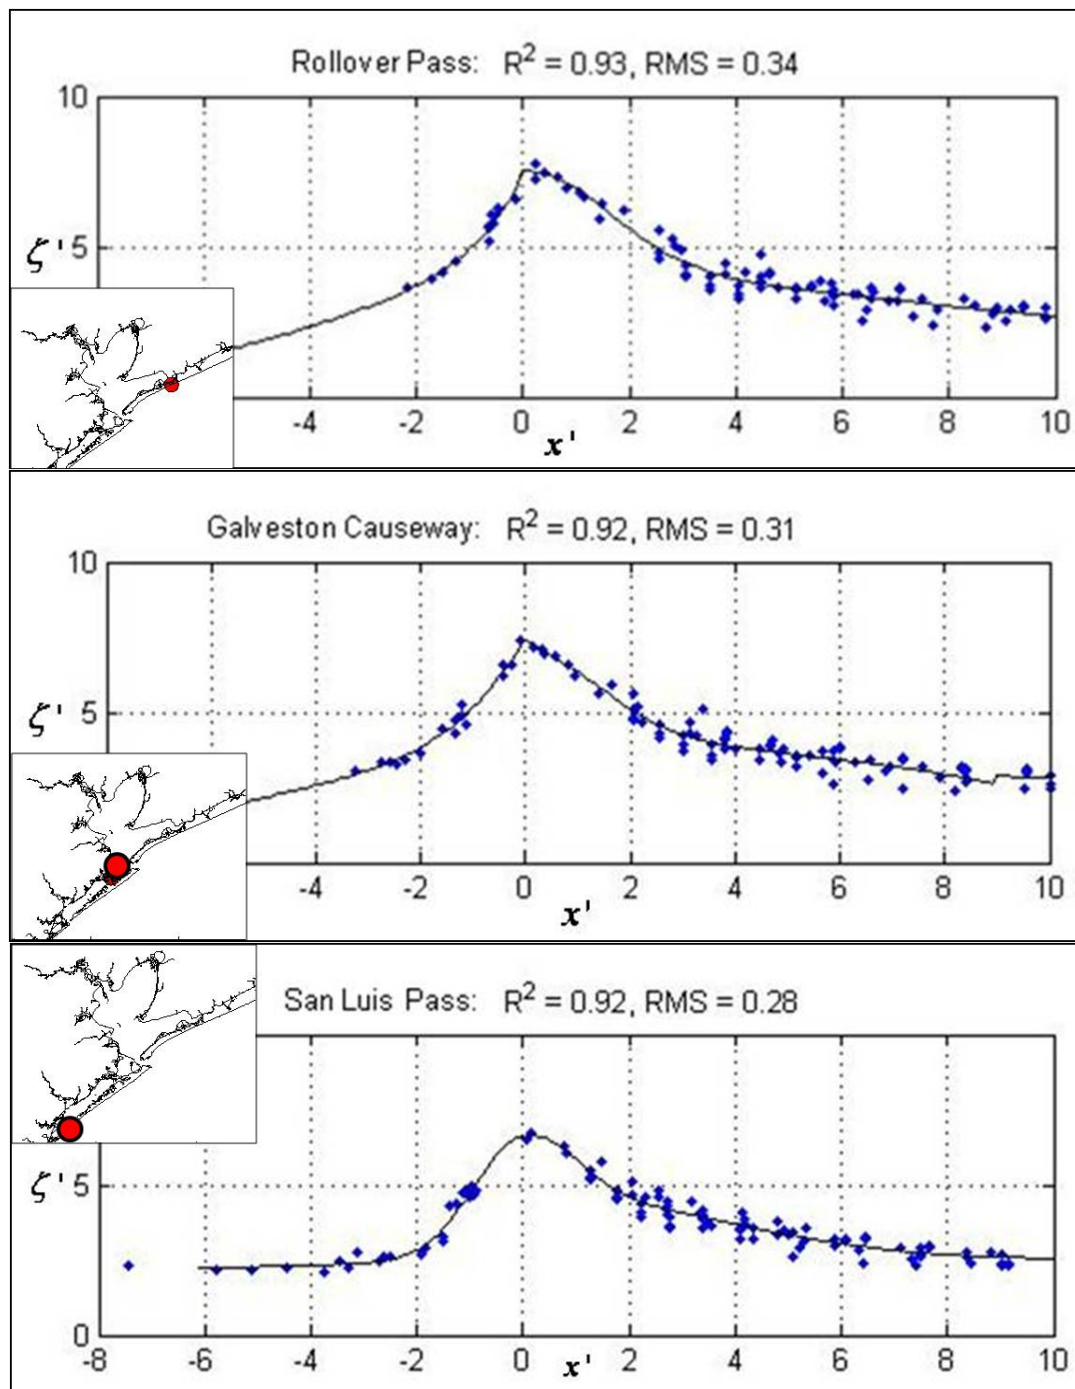 Rollover Pass: R² = 0.93, RMS = 0.34
10
ζ' 5
-4 -2 0 2 4 6 8 10
x'
Galveston Causeway: R² = 0.92, RMS = 0.31
10
ζ' 5
-4 -2 0 2 4 6 8 10
x'
San Luis Pass: R² = 0.92, RMS = 0.28
ζ' 5
0
-8 -6 -4 -2 0 2 4 6 8 10
x'